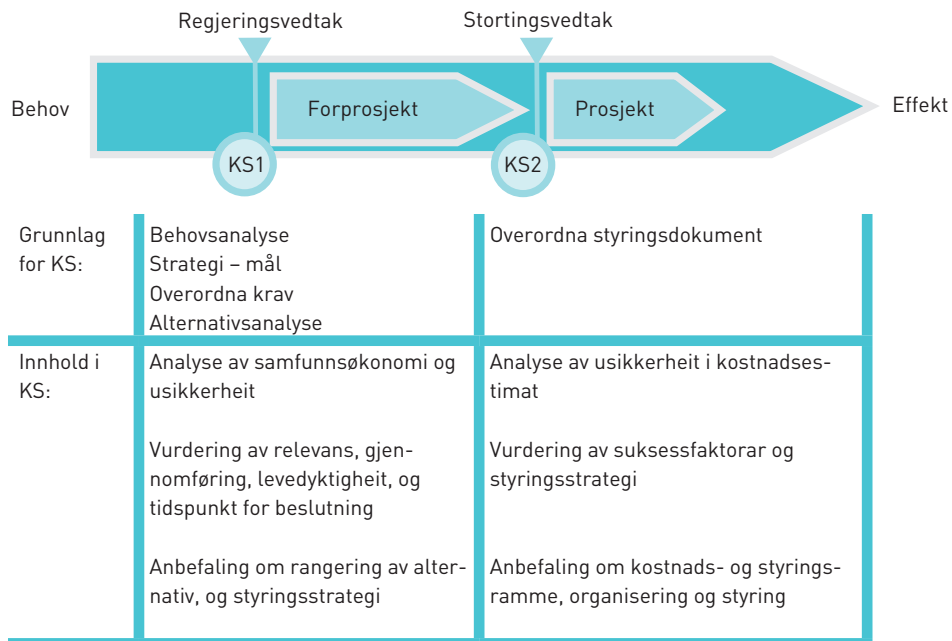 Regjeringsvedtak
Stortingsvedtak
Behov
Forprosjekt
Prosjekt
Effekt
KS1
KS2
Grunnlag
for KS:
Behovsanalyse
Strategi – mål
Overordna krav
Alternativsanalyse
Overordna styringsdokument
Innhold i
KS:
Analyse av samfunnsøkonomi og
usikkerheit
Vurdering av relevans, gjen-
nomføring, levedyktigheit, og
tidspunkt for beslutning
Anbefaling om rangering av alter-
nativ, og styringsstrategi
Analyse av usikkerheit i kostnadses-
timat
Vurdering av suksessfaktorar og
styringsstrategi
Anbefaling om kostnads- og styrings-
ramme, organisering og styring